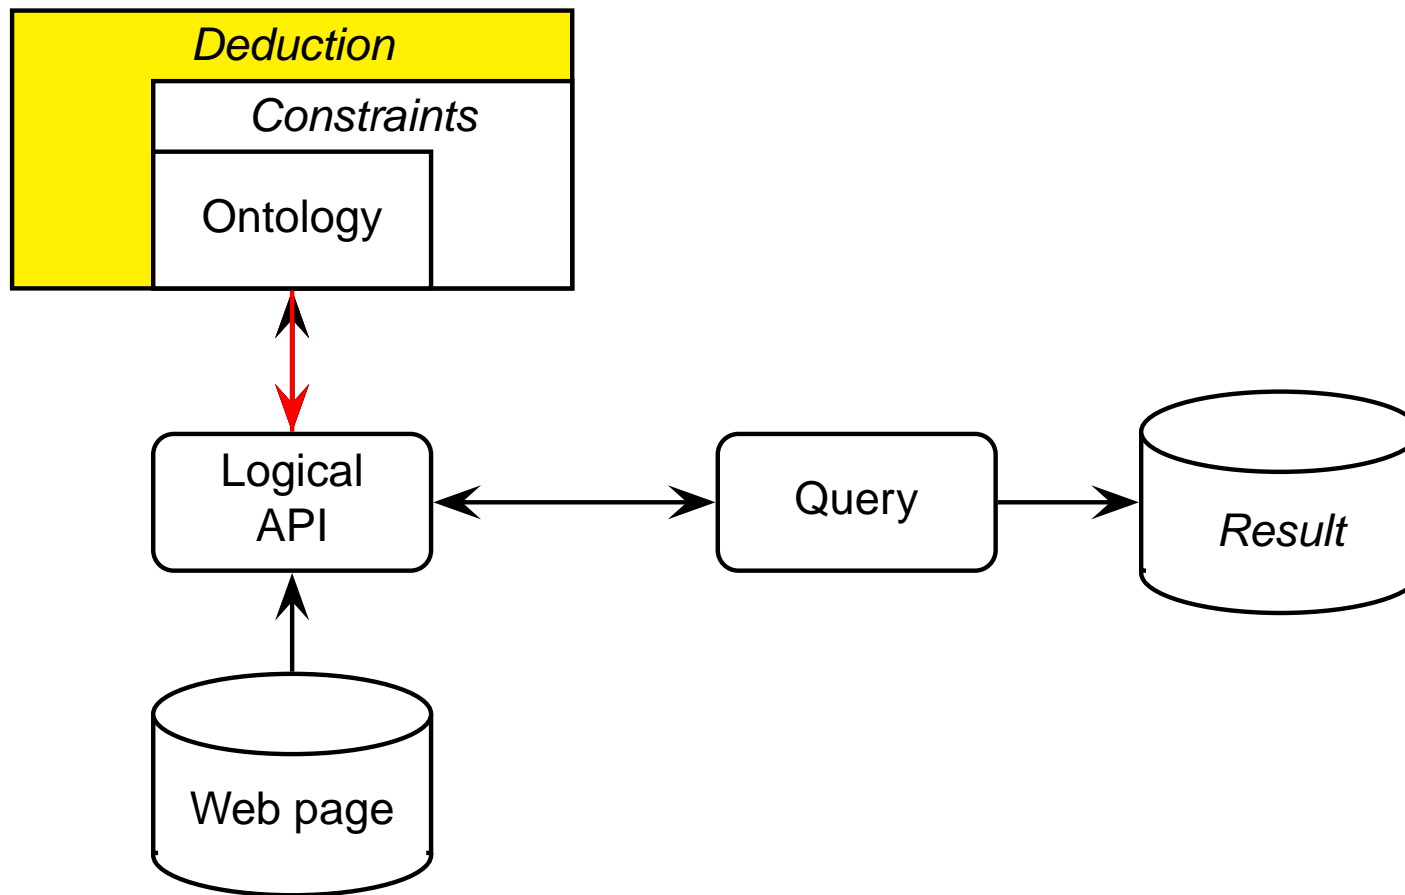 Deduction
Constraints
Ontology
Logical
API
Query
Result
Web page